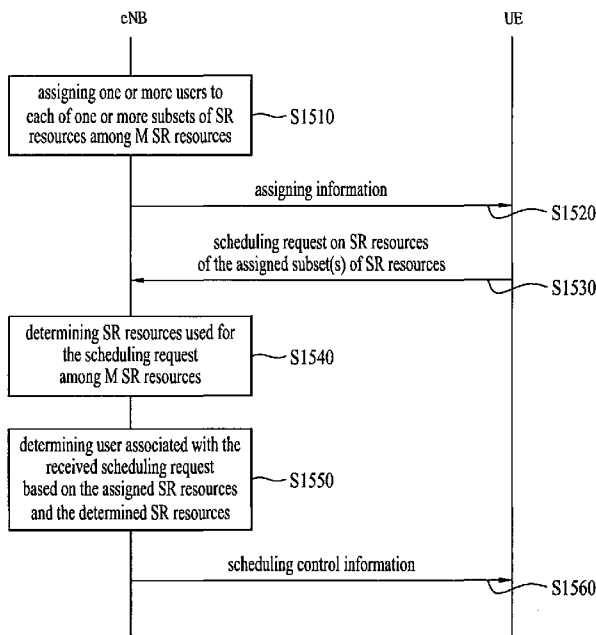 eNB
UE
assigning one or more users to
each of one or more subsets of SR
resources among M SR resources
S1510
assigning information
S1520
scheduling request on SR resources
of the assigned subset(s) of SR resources
S1530
determining SR resources used for
the scheduling request
among M SR resources
S1540
determining user associated with the
received scheduling request
based on the assigned SR resources
and the determined SR resources
S1550
scheduling control information
S1560